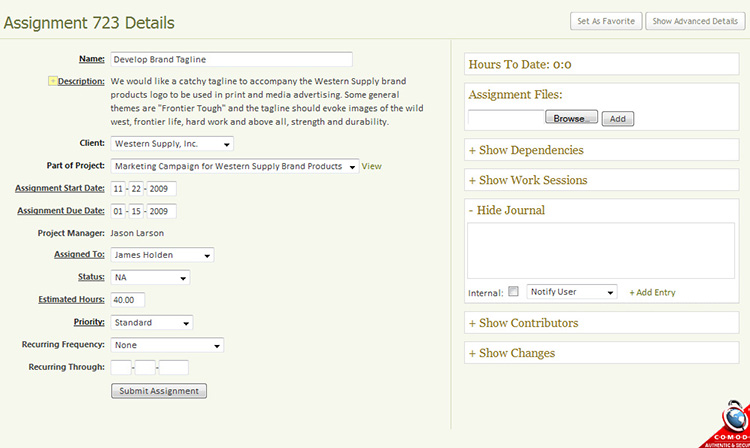 Assignment 723 Details
Set As Favorite Show Advanced Details
Name: Develop Brand Tagline
+ Description: We would like a catchy tagline to accompany the Western Supply brand
products logo to be used in print and media advertising. Some general
themes are "Frontier Tough" and the tagline should evoke images of the wild
west, frontier life, hard work and above all, strength and durability.
Client: Western Supply, Inc.
Part of Project: Marketing Campaign for Western Supply Brand Products View
Assignment Start Date: 11 - 22 - 2009
Assignment Due Date: 01 - 15 - 2009
Project Manager: Jason Larson
Assigned To: James Holden
Status: NA
Estimated Hours: 40.00
Priority: Standard
Recurring Frequency: None
Recurring Through: - -
Submit Assignment
Hours To Date: 0:0
Assignment Files:
Browse... Add
+ Show Dependencies
+ Show Work Sessions
- Hide Journal
Internal: Notify User + Add Entry
+ Show Contributors
+ Show Changes
COMOD
AUTHENTIC & SECU